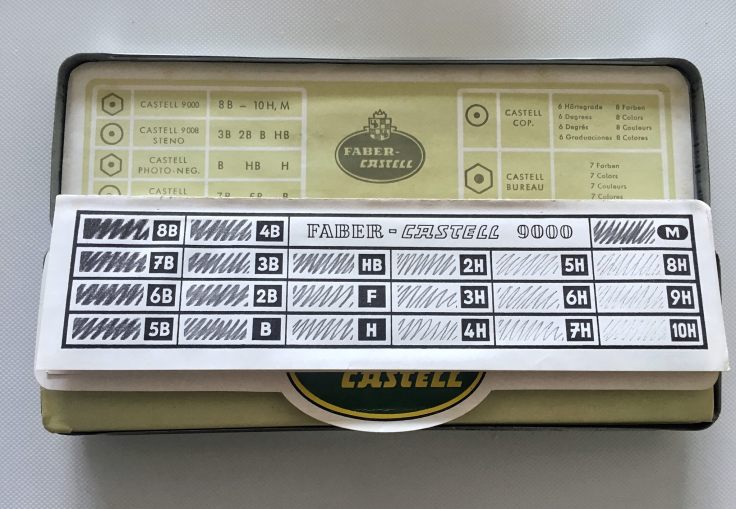 CASTELL 9000 8B – 10H, M
CASTELL 9008 STENO 3B 2B B HB
CASTELL PHOTO-NEG. B HB H
CASTELL
FABER-
CASTELL
CASTELL COP.
6 Härtegrade 8 Farben
6 Degrees 8 Colors
6 Degrés 8 Couleurs
6 Graduaciones 8 Colores
CASTELL BUREAU
7 Farben
7 Colors
7 Couleurs
7 Colores
8B 4B FABER-CASTELL 9000 M
7B 3B HB 2H 5H 8H
6B 2B F 3H 6H 9H
5B B H 4H 7H 10H
CASTELL